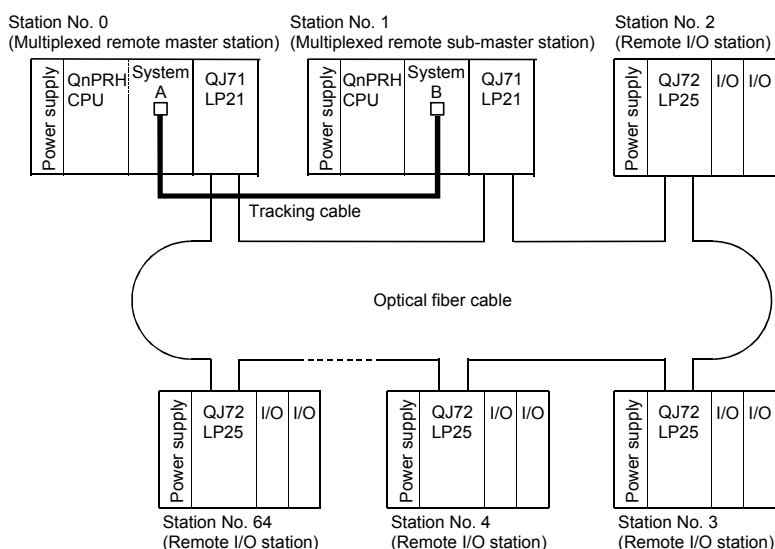 Station No. 0
(Multiplexed remote master station)
Station No. 1
(Multiplexed remote sub-master station)
Station No. 2
(Remote I/O station)
Power supply
QnPRH
CPU
System
A
QJ71
LP21
Power supply
QnPRH
CPU
System
B
QJ71
LP21
Power supply
QJ72
LP25
I/O
I/O
Tracking cable
Optical fiber cable
Power supply
QJ72
LP25
I/O
I/O
Power supply
QJ72
LP25
I/O
I/O
Power supply
QJ72
LP25
I/O
I/O
Station No. 64
(Remote I/O station)
Station No. 4
(Remote I/O station)
Station No. 3
(Remote I/O station)